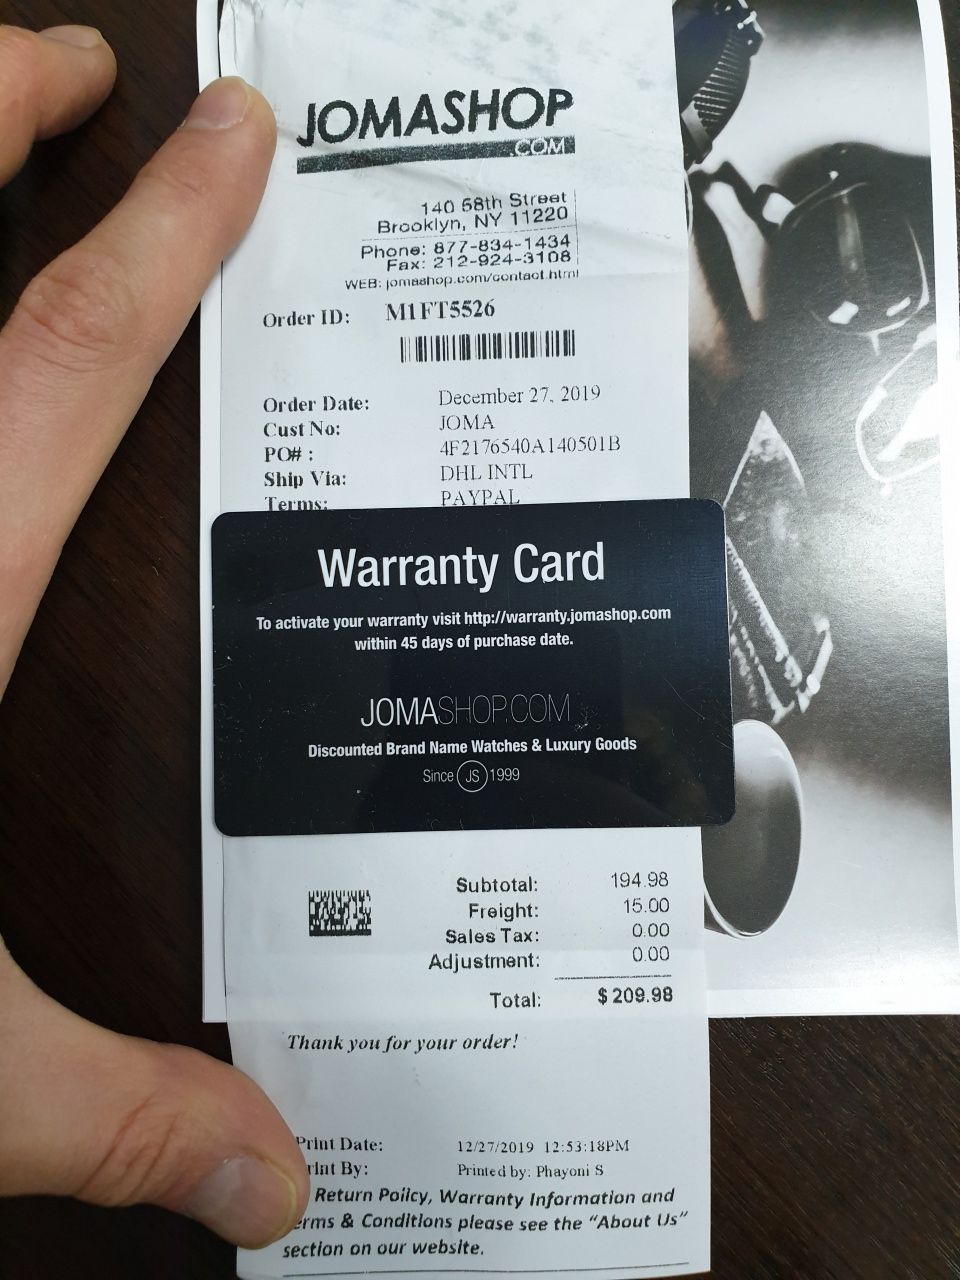 JOMASHOP
.COM
140 58th Street
Brooklyn, NY 11220
Phone: 877-834-1434
Fax: 212-924-3108
WEB: jomashop.com/contact.html
Order ID: M1FT5526
Order Date: December 27, 2019
Cust No: JOMA
PO# : 4F2176540A140501B
Ship Via: DHL INTL
Terms: PAYPAL
Warranty Card
To activate your warranty visit http://warranty.jomashop.com
within 45 days of purchase date.
JOMASHOP.COM
Discounted Brand Name Watches & Luxury Goods
Since JS 1999
Subtotal: 194.98
Freight: 15.00
Sales Tax: 0.00
Adjustment: 0.00
Total: $ 209.98
Thank you for your order!
Print Date: 12/27/2019 12:53:18PM
rint By: Printed by: Phayoni S
Return Policy, Warranty Information and
erms & Conditions please see the “About Us”
section on our website.